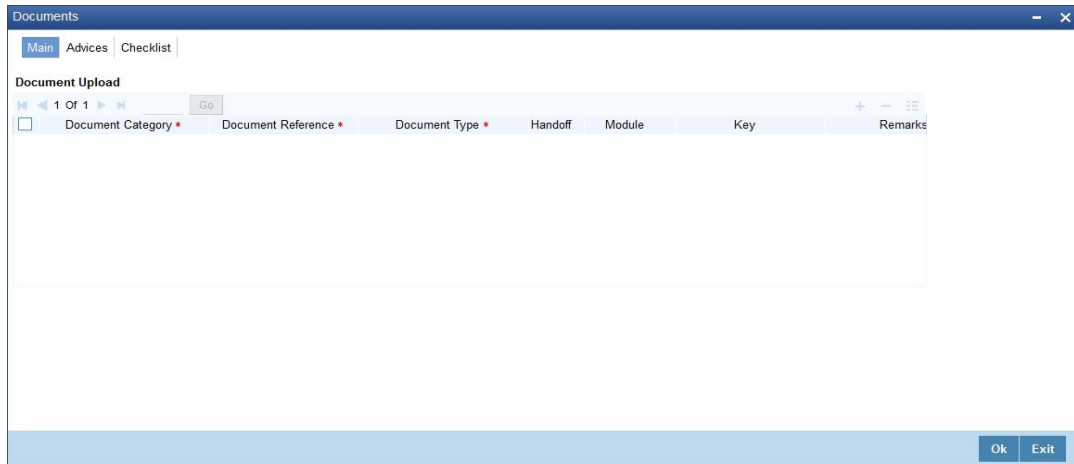 Documents
Main Advices Checklist
Document Upload
1 Of 1 Go
Document Category * Document Reference * Document Type * Handoff Module Key Remarks
Ok Exit